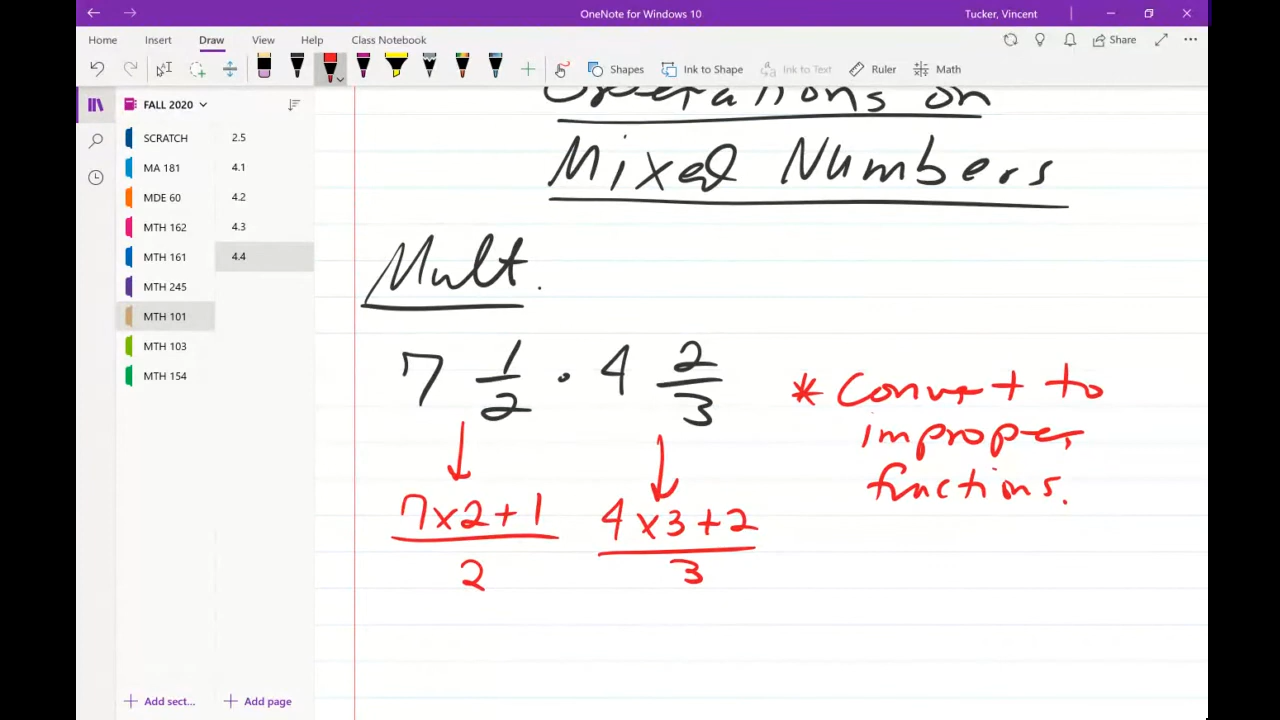 OneNote for Windows 10
Tucker, Vincent
Home Insert Draw View Help Class Notebook
Share
Shapes Ink to Shape Ink to Text Ruler Math
FALL 2020
SCRATCH
MA 181
MDE 60
MTH 162
MTH 161
MTH 245
MTH 101
MTH 103
MTH 154
2.5
4.1
4.2
4.3
4.4
Add sect...
Add page
Operations on
Mixed Numbers
Mult.
7 1/2 · 4 2/3
* Convert to
improper
functions.
7x2+1 4x3+2
2 3